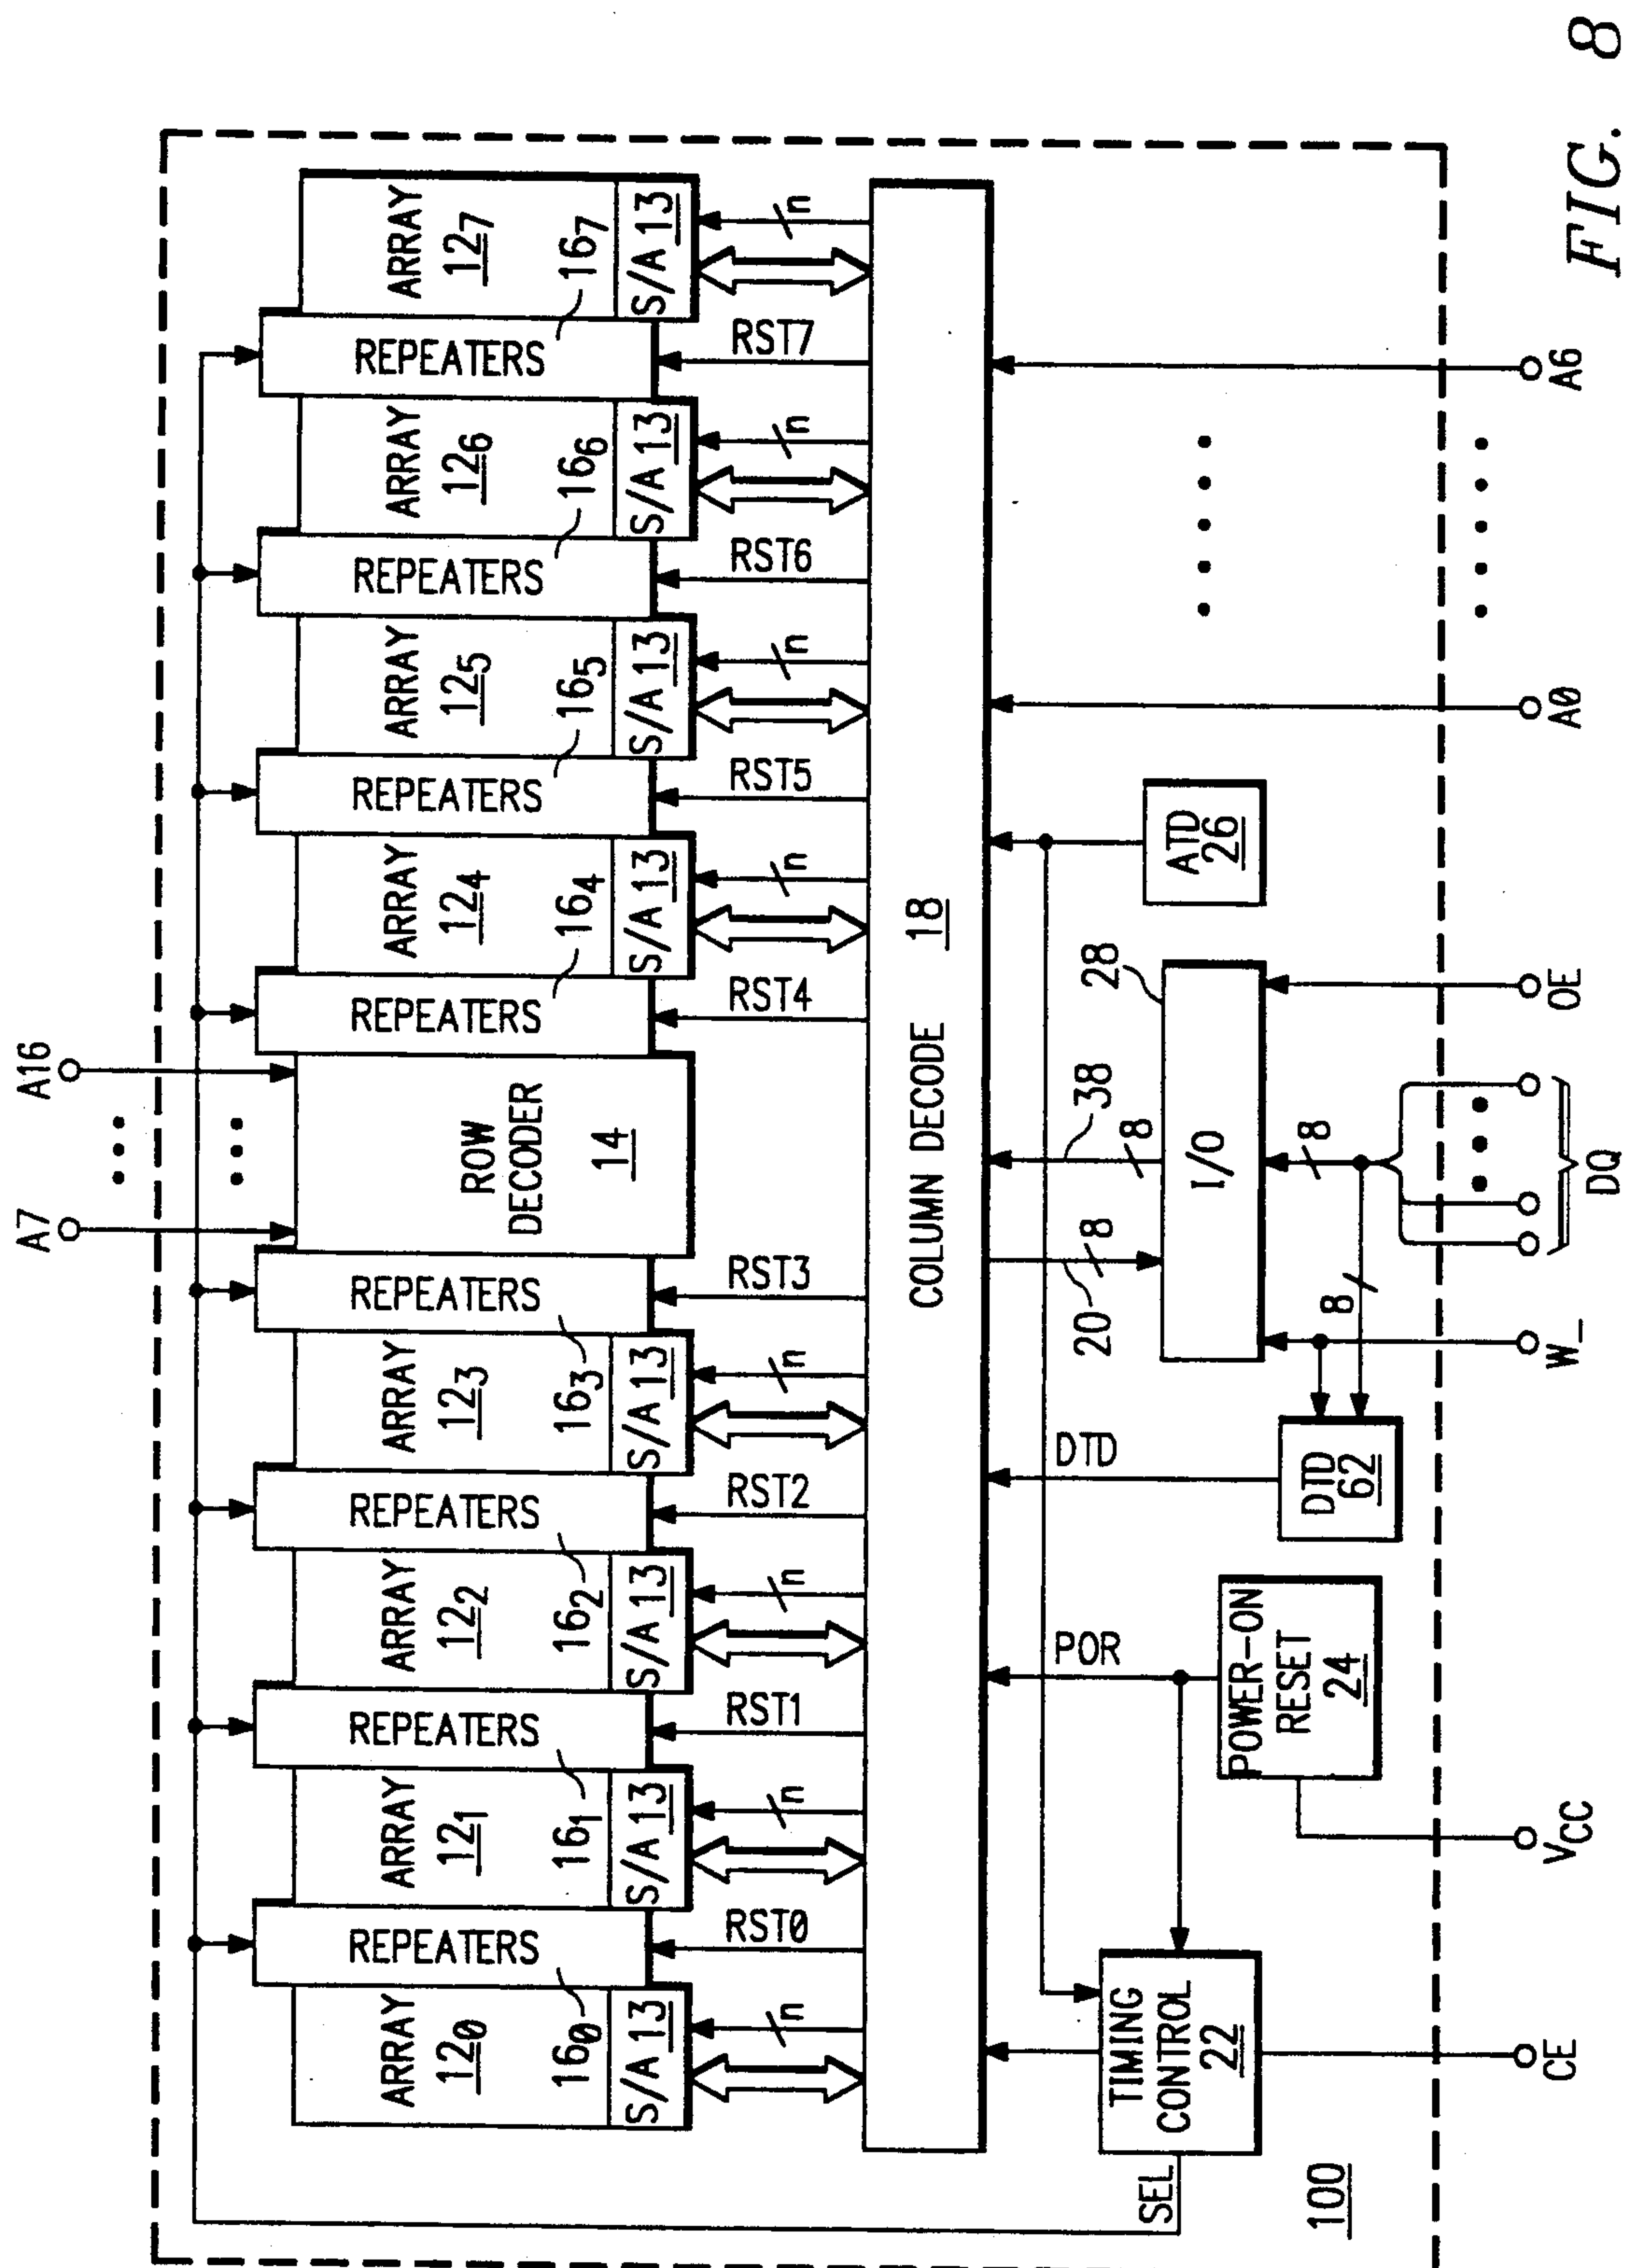 A7
A16
ARRAY
12₀
REPEATERS
16₀
ARRAY
12₁
REPEATERS
16₁
ARRAY
12₂
REPEATERS
16₂
ARRAY
12₃
REPEATERS
16₃
ROW
DECODER
14
REPEATERS
16₄
ARRAY
12₄
REPEATERS
16₅
ARRAY
12₅
REPEATERS
16₆
ARRAY
12₆
REPEATERS
16₇
ARRAY
12₇
S/A 13
S/A 13
S/A 13
S/A 13
S/A 13
S/A 13
S/A 13
S/A 13
n
RST0
n
RST1
n
RST2
n
RST3
RST4
n
RST5
n
RST6
n
RST7
n
COLUMN DECODE 18
SEL
TIMING
CONTROL
22
POR
POWER-ON
RESET
24
DTD
DTD
62
20
8
8
38
28
I/O
8
8
ATD
26
100
CE
VCC
W_
DQ
OE
A0
A6
FIG. 8